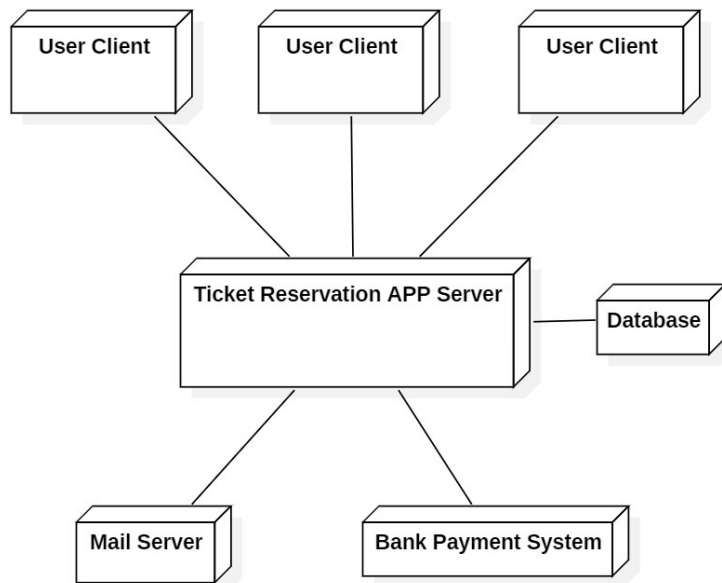 User Client
User Client
User Client
Ticket Reservation APP Server
Database
Mail Server
Bank Payment System